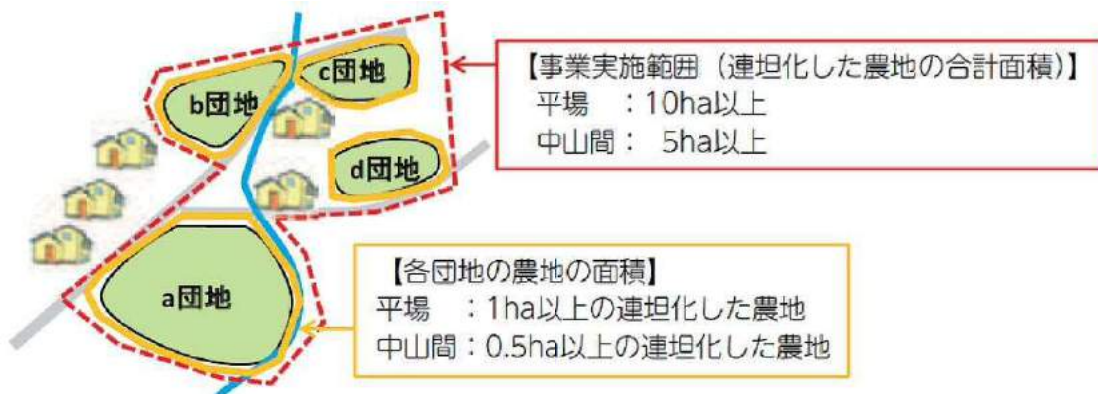 c団地
b団地
d団地
a団地
【事業実施範囲（連坦化した農地の合計面積）】
平場　：10ha以上
中山間： 5ha以上
【各団地の農地の面積】
平場　：1ha以上の連坦化した農地
中山間：0.5ha以上の連坦化した農地